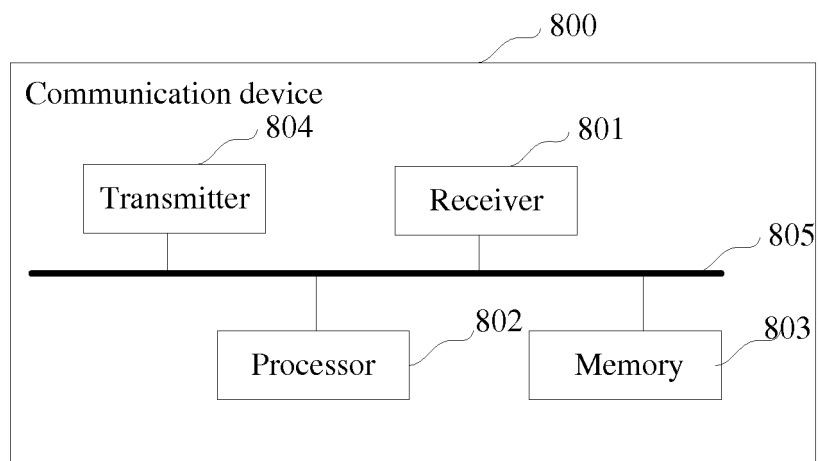 800
Communication device
804
801
Transmitter
Receiver
805
802
803
Processor
Memory